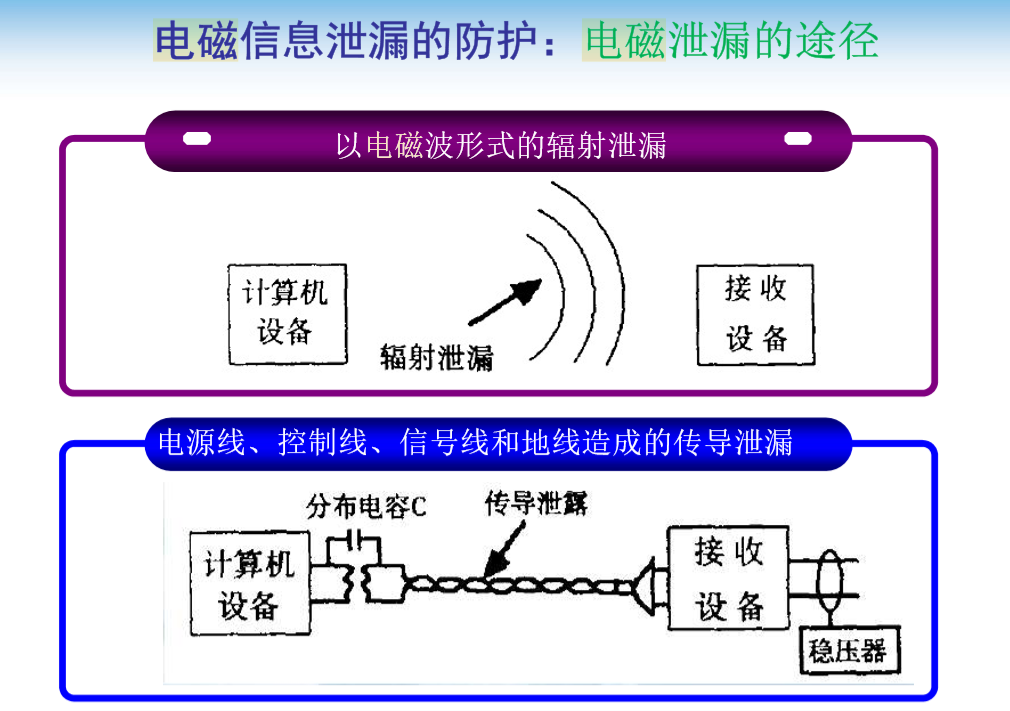 电磁信息泄漏的防护：电磁泄漏的途径
以电磁波形式的辐射泄漏
计算机
设备
辐射泄漏
接收
设备
电源线、控制线、信号线和地线造成的传导泄漏
分布电容C
传导泄露
计算机
设备
接收
设备
稳压器